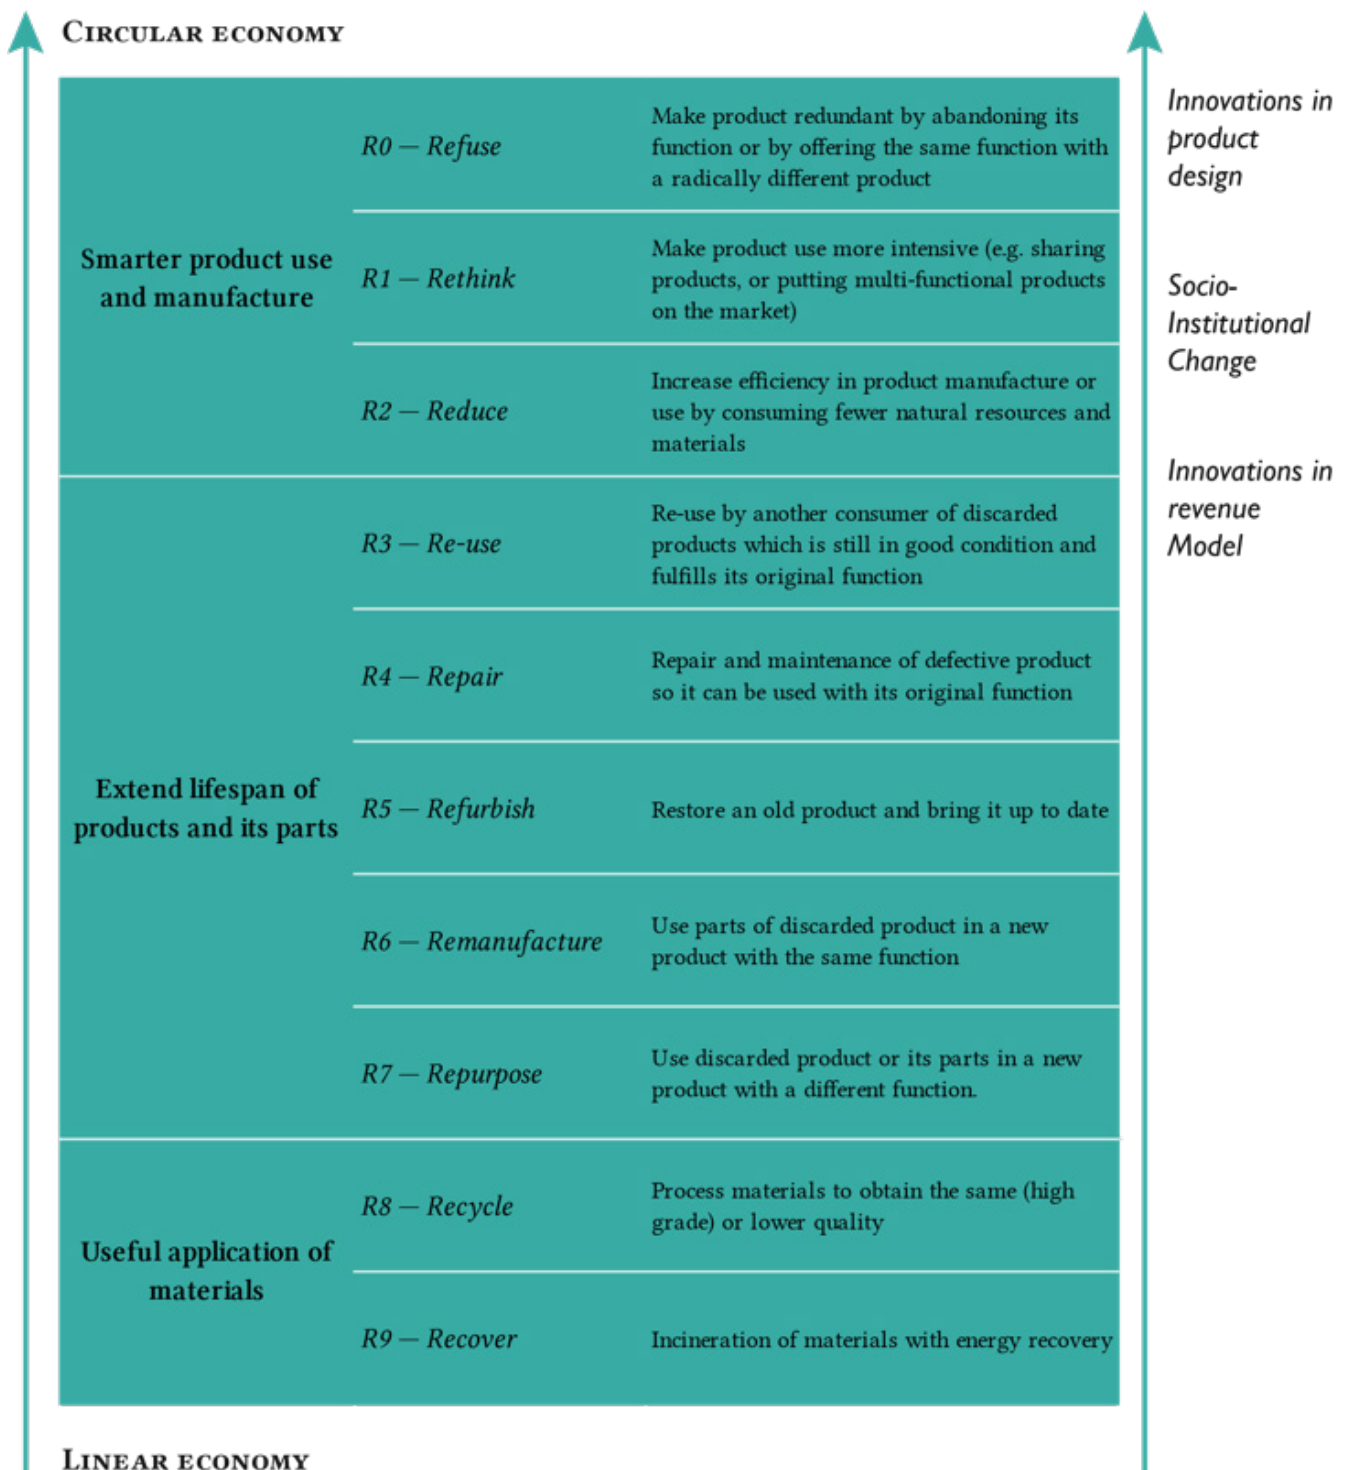 CIRCULAR ECONOMY
Smarter product use
and manufacture
R0 — Refuse
Make product redundant by abandoning its
function or by offering the same function with
a radically different product
R1 — Rethink
Make product use more intensive (e.g. sharing
products, or putting multi-functional products
on the market)
R2 — Reduce
Increase efficiency in product manufacture or
use by consuming fewer natural resources and
materials
Extend lifespan of
products and its parts
R3 — Re-use
Re-use by another consumer of discarded
products which is still in good condition and
fulfills its original function
R4 — Repair
Repair and maintenance of defective product
so it can be used with its original function
R5 — Refurbish
Restore an old product and bring it up to date
R6 — Remanufacture
Use parts of discarded product in a new
product with the same function
R7 — Repurpose
Use discarded product or its parts in a new
product with a different function.
Useful application of
materials
R8 — Recycle
Process materials to obtain the same (high
grade) or lower quality
R9 — Recover
Incineration of materials with energy recovery
LINEAR ECONOMY
Innovations in
product
design
Socio-
Institutional
Change
Innovations in
revenue
Model